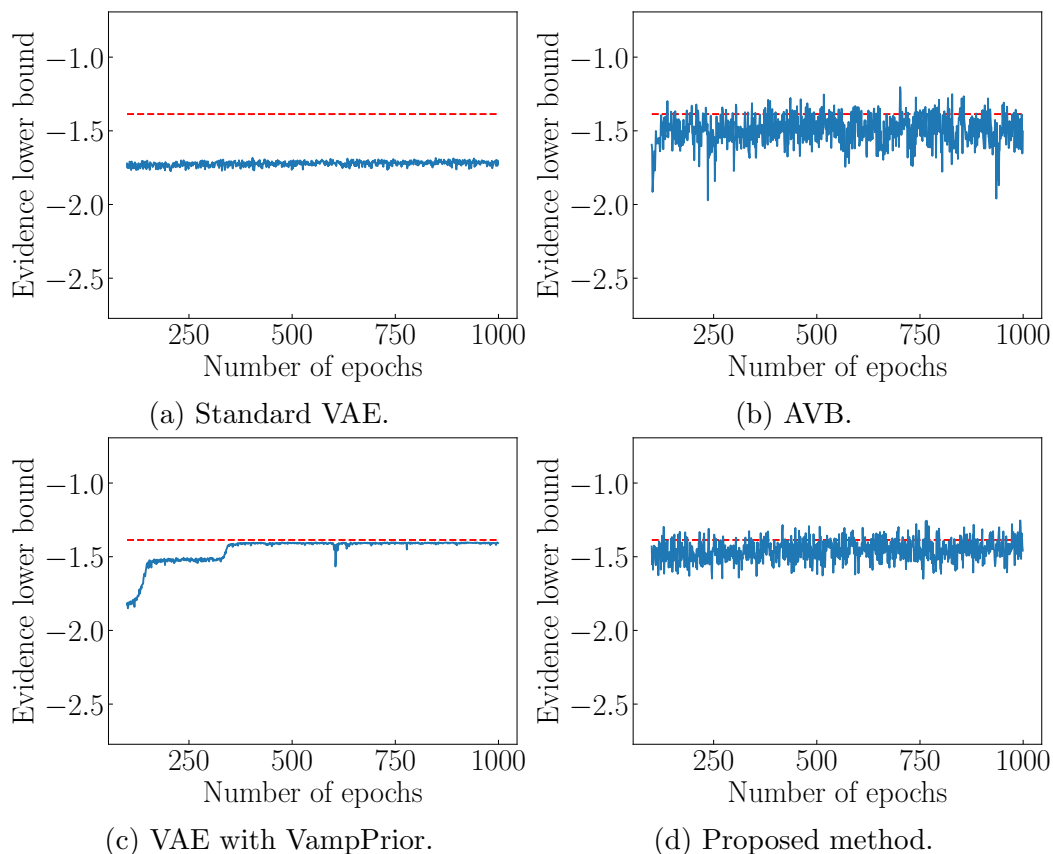 Evidence lower bound
−1.0
−1.5
−2.0
−2.5
250
500
750
1000
Number of epochs
(a) Standard VAE.
Evidence lower bound
−1.0
−1.5
−2.0
−2.5
250
500
750
1000
Number of epochs
(b) AVB.
Evidence lower bound
−1.0
−1.5
−2.0
−2.5
250
500
750
1000
Number of epochs
(c) VAE with VampPrior.
Evidence lower bound
−1.0
−1.5
−2.0
−2.5
250
500
750
1000
Number of epochs
(d) Proposed method.